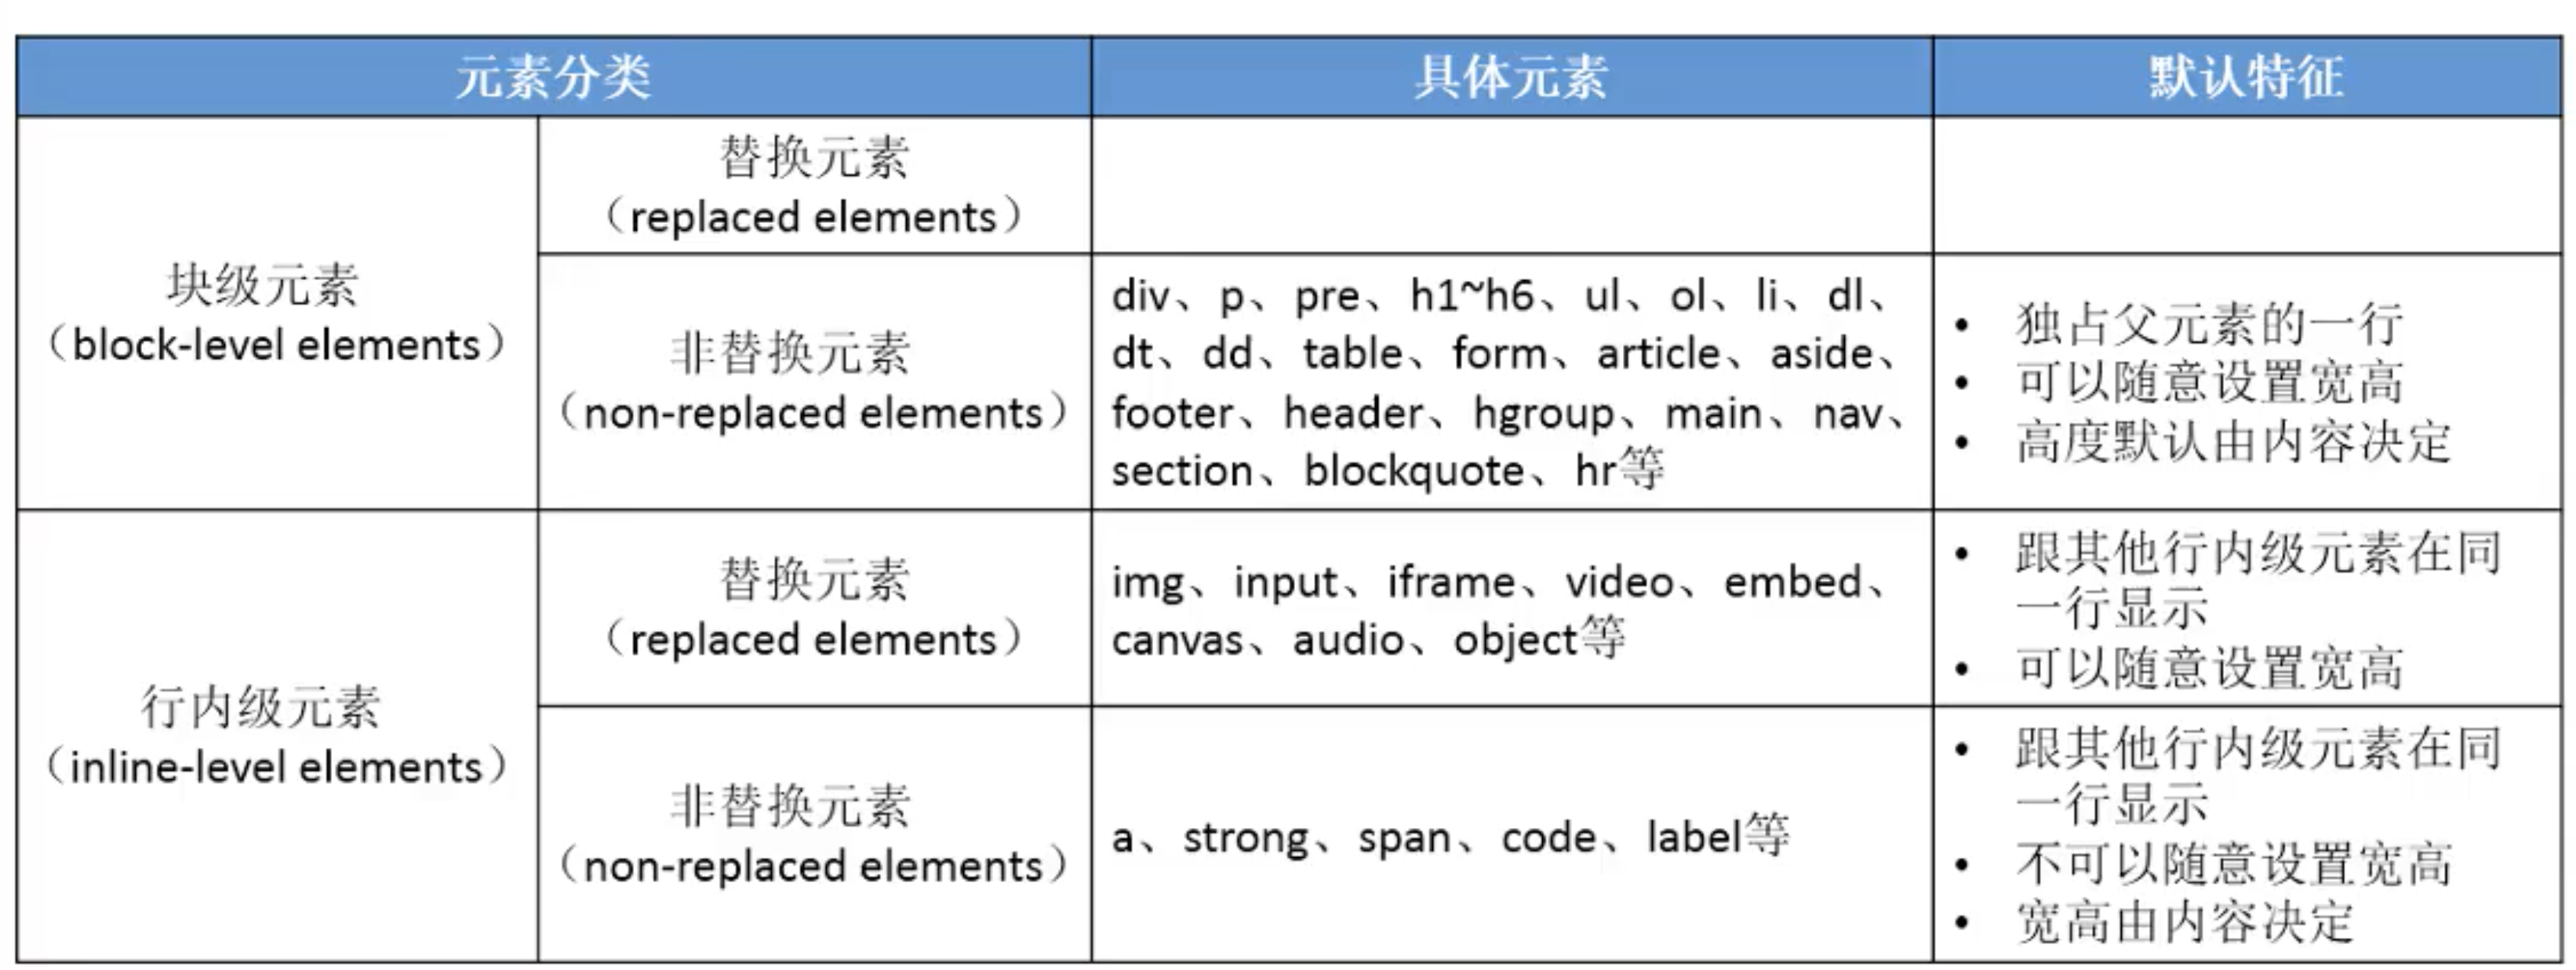 元素分类
具体元素
默认特征
块级元素
（block-level elements）
替换元素
（replaced elements）
非替换元素
（non-replaced elements）
div、p、pre、h1~h6、ul、ol、li、dl、
dt、dd、table、form、article、aside、
footer、header、hgroup、main、nav、
section、blockquote、hr等
• 独占父元素的一行
• 可以随意设置宽高
• 高度默认由内容决定
行内级元素
（inline-level elements）
替换元素
（replaced elements）
img、input、iframe、video、embed、
canvas、audio、object等
• 跟其他行内级元素在同
一行显示
• 可以随意设置宽高
非替换元素
（non-replaced elements）
a、strong、span、code、label等
• 跟其他行内级元素在同
一行显示
• 不可以随意设置宽高
• 宽高由内容决定